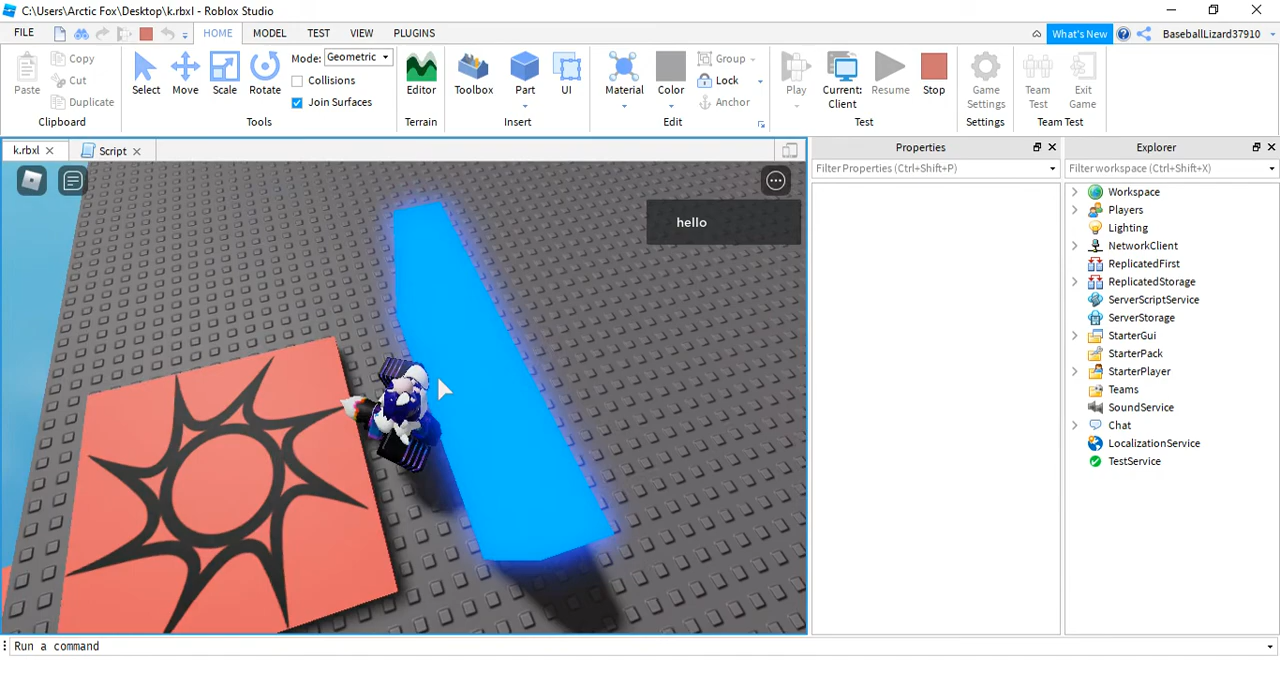 C:\Users\Arctic Fox\Desktop\k.rbxl - Roblox Studio
FILE HOME MODEL TEST VIEW PLUGINS What's New BaseballLizard37910
Paste
Copy
Cut
Duplicate
Clipboard
Select Move Scale Rotate
Mode: Geometric
Collisions
Join Surfaces
Tools
Editor
Terrain
Toolbox Part UI
Insert
Material Color
Group
Lock
Anchor
Edit
Play
Current:
Client
Resume
Stop
Test
Game
Settings
Settings
Team
Test
Exit
Game
Team Test
k.rbxl
Script
hello
Properties
Filter Properties (Ctrl+Shift+P)
Explorer
Filter workspace (Ctrl+Shift+X)
Workspace
Players
Lighting
NetworkClient
ReplicatedFirst
ReplicatedStorage
ServerScriptService
ServerStorage
StarterGui
StarterPack
StarterPlayer
Teams
SoundService
Chat
LocalizationService
TestService
Run a command